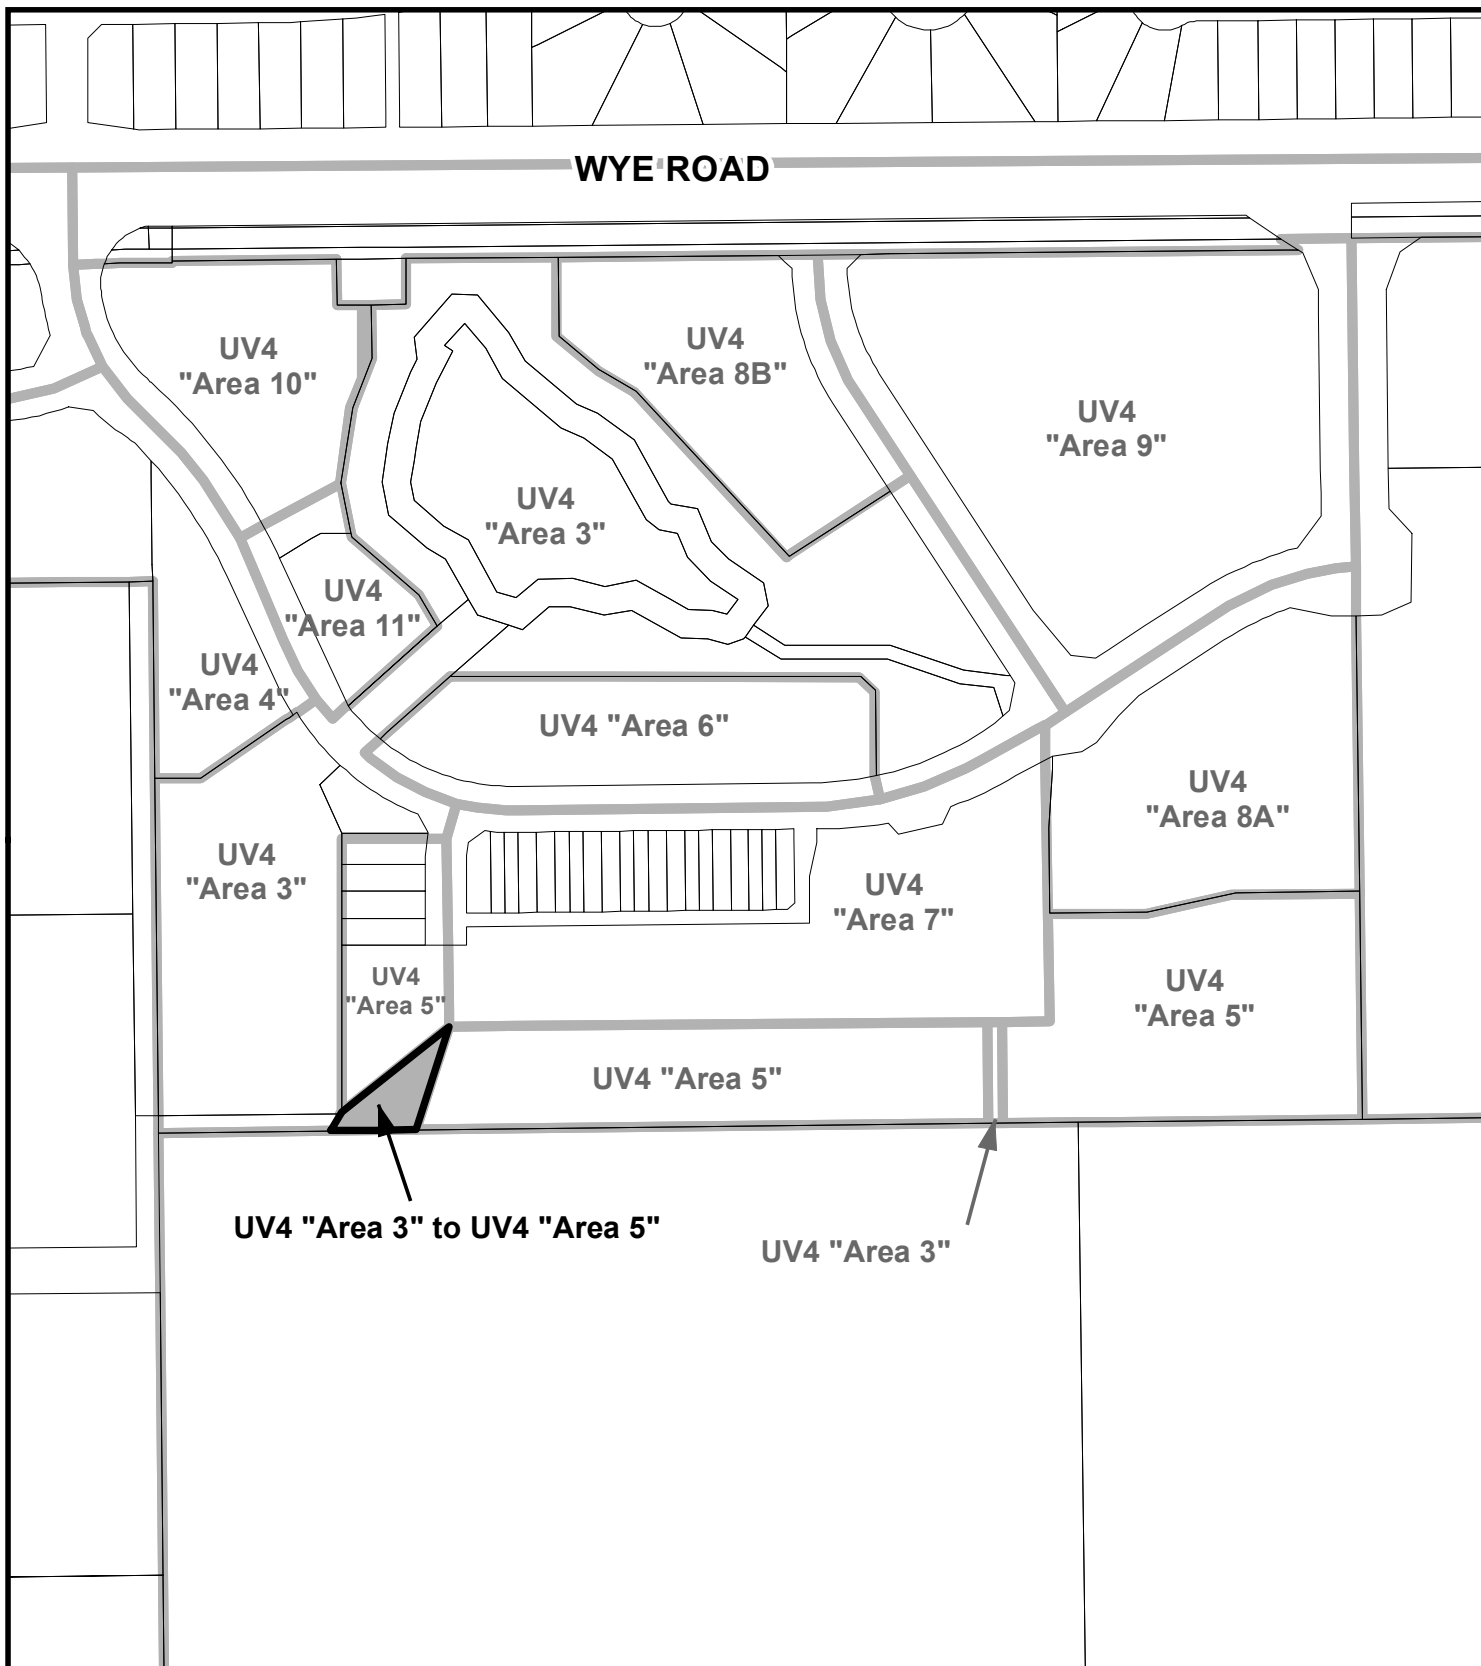 WYE ROAD
UV4
"Area 10"
UV4
"Area 8B"
UV4
"Area 9"
UV4
"Area 3"
UV4
"Area 11"
UV4
"Area 4"
UV4 "Area 6"
UV4
"Area 8A"
UV4
"Area 3"
UV4
"Area 7"
UV4
"Area 5"
UV4
"Area 5"
UV4 "Area 5"
UV4 "Area 3" to UV4 "Area 5"
UV4 "Area 3"